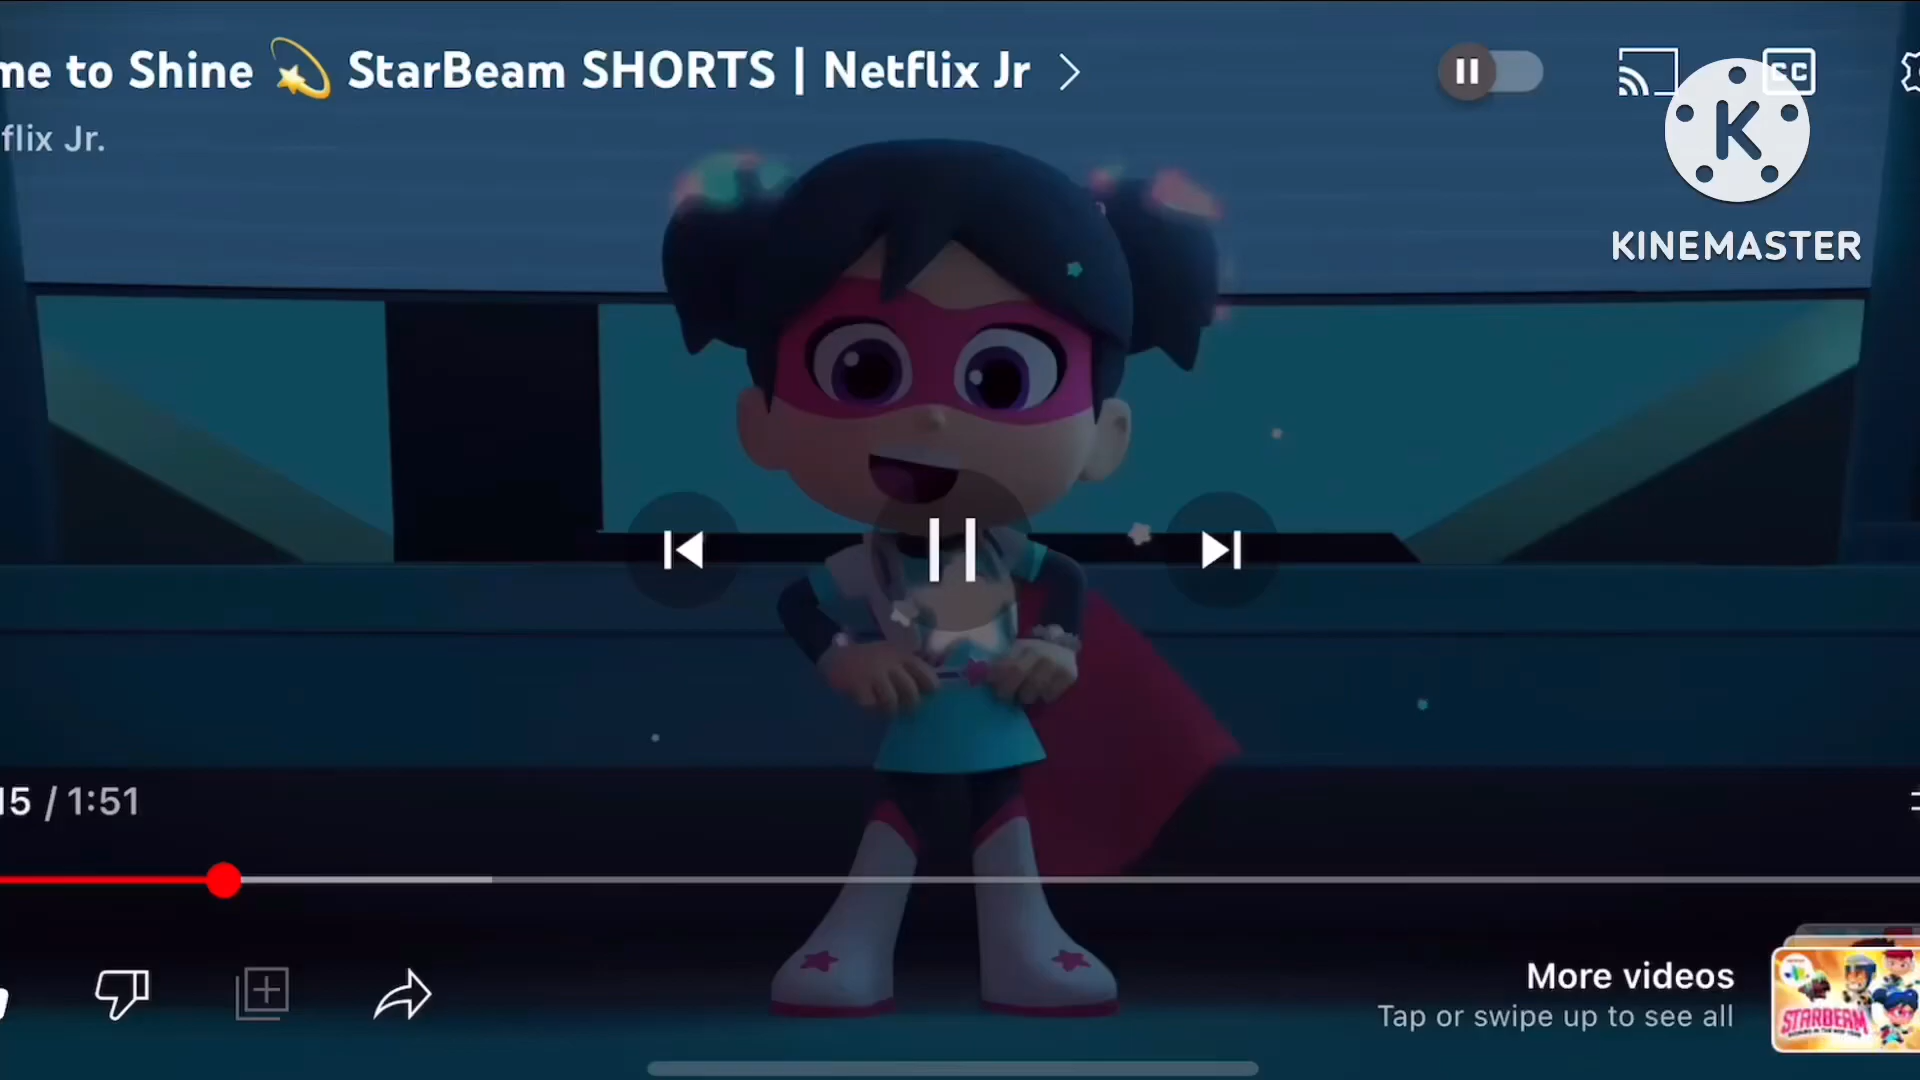 me to Shine 💫 StarBeam SHORTS | Netflix Jr
flix Jr.
CC
K
KINEMASTER
15 / 1:51
More videos
Tap or swipe up to see all
STARBEAM